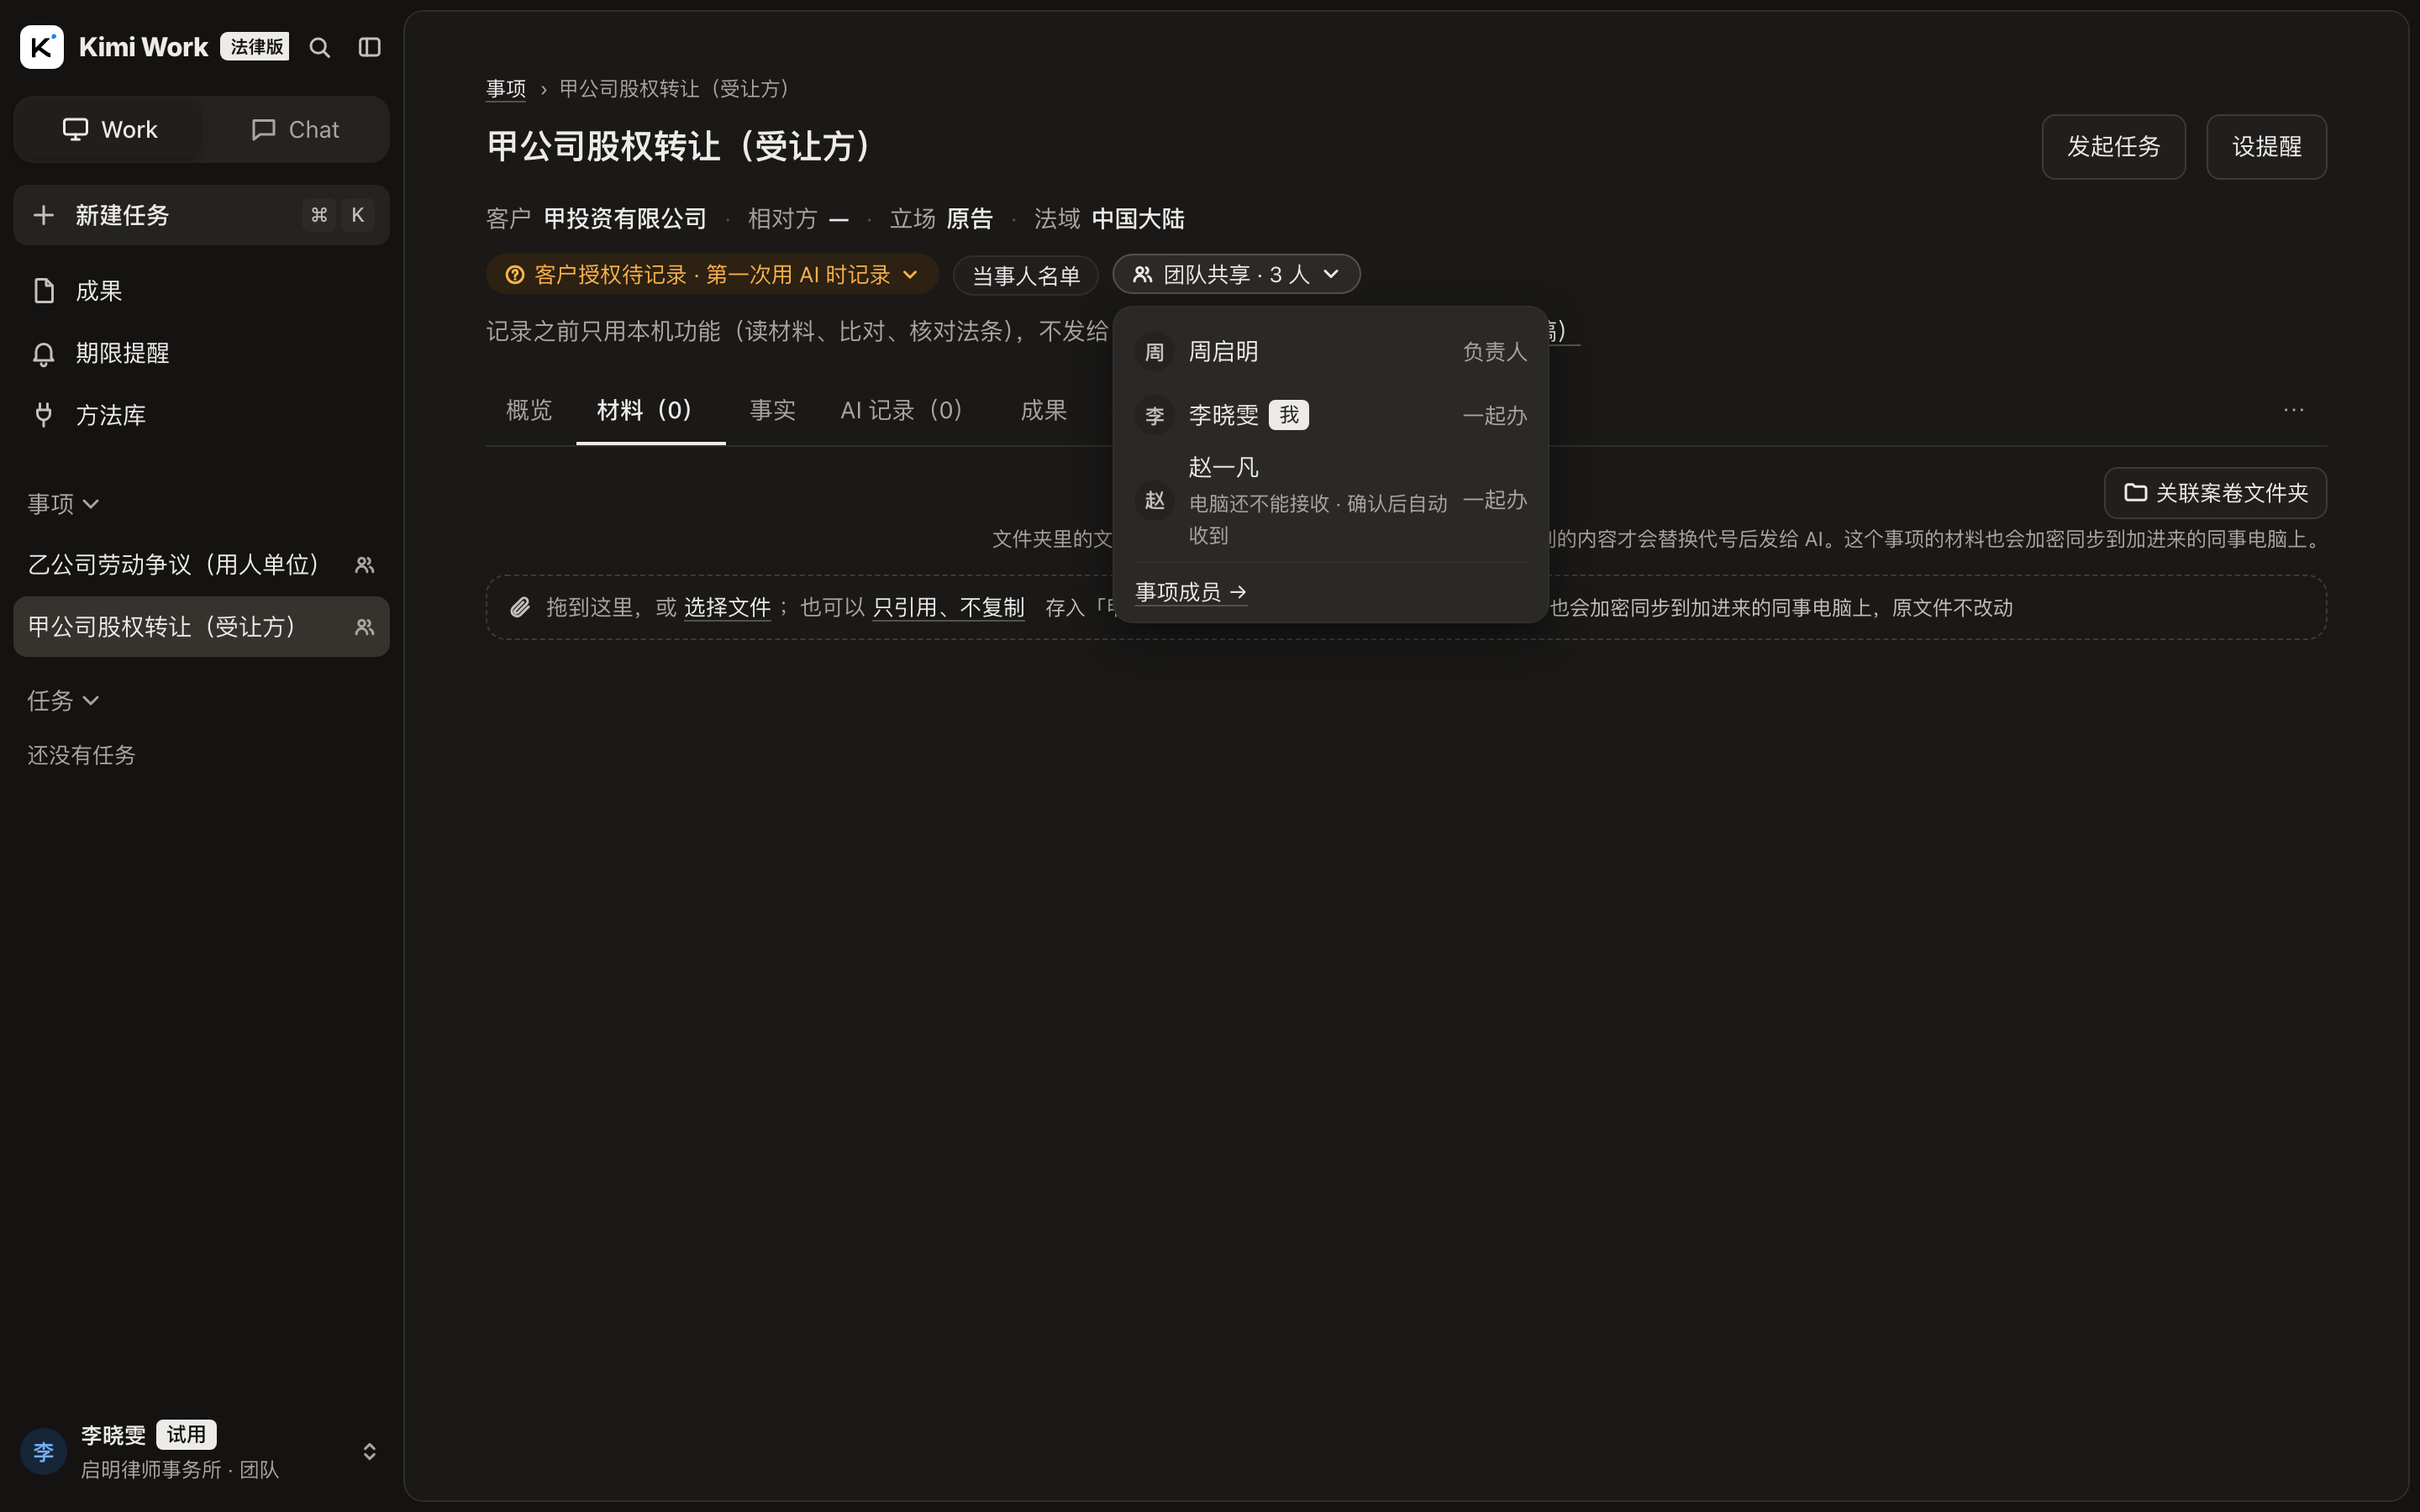 Kimi Work 法律版
Work
Chat
新建任务 ⌘ K
成果
期限提醒
方法库
事项
乙公司劳动争议（用人单位）
甲公司股权转让（受让方）
任务
还没有任务
李 李晓雯 试用
启明律师事务所 · 团队
事项 › 甲公司股权转让（受让方）
甲公司股权转让（受让方）
发起任务
设提醒
客户 甲投资有限公司 · 相对方 — · 立场 原告 · 法域 中国大陆
客户授权待记录 · 第一次用 AI 时记录
当事人名单
团队共享 · 3 人
记录之前只用本机功能（读材料、比对、核对法条），不发给
周 周启明 负责人
李 李晓雯 我 一起办
赵 赵一凡 一起办
电脑还不能接收 · 确认后自动
收到
事项成员 →
概览
材料（0）
事实
AI 记录（0）
成果
···
关联案卷文件夹
文件夹里的文
的内容才会替换代号后发给 AI。这个事项的材料也会加密同步到加进来的同事电脑上。
拖到这里，或 选择文件；也可以 只引用、不复制 存入「
也会加密同步到加进来的同事电脑上，原文件不改动